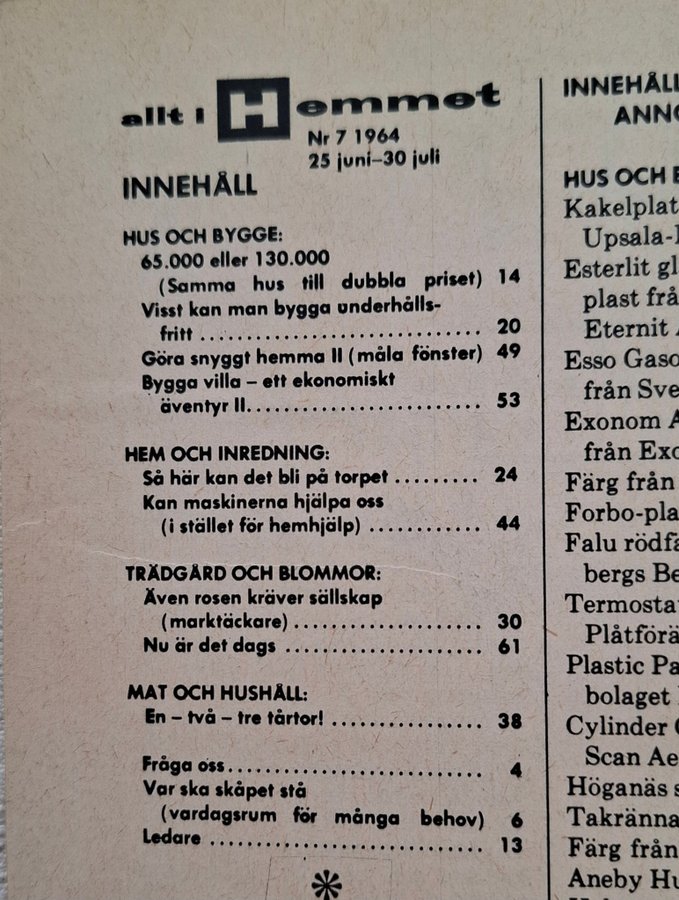 allt i Hemmet
Nr 7 1964
25 juni–30 juli
INNEHÅLL
HUS OCH BYGGE:
65.000 eller 130.000
(Samma hus till dubbla priset) 14
Visst kan man bygga underhålls-
fritt .............................. 20
Göra snyggt hemma II (måla fönster) 49
Bygga villa – ett ekonomiskt
äventyr II......................... 53
HEM OCH INREDNING:
Så här kan det bli på torpet ......... 24
Kan maskinerna hjälpa oss
(i stället för hemhjälp) ............ 44
TRÄDGÅRD OCH BLOMMOR:
Även rosen kräver sällskap
(marktäckare) .................... 30
Nu är det dags ..................... 61
MAT OCH HUSHÅLL:
En – två – tre tårtor! ................ 38
Fråga oss........................... 4
Var ska skåpet stå
(vardagsrum för många behov) 6
Ledare ............................. 13
INNEHÅLL
HUS OCH
Kakelplat
Upsala-
Esterlit gl
plast frå
Eternit
Esso Gaso
från Sve
Exonom
från Exo
Färg från
Forbo-pla
Falu rödfä
bergs Be
Termosta
Plåtförä
Plastic Pa
bolaget
Cylinder
Scan Ae
Höganäs s
Takränna
Färg från
Aneby Hu